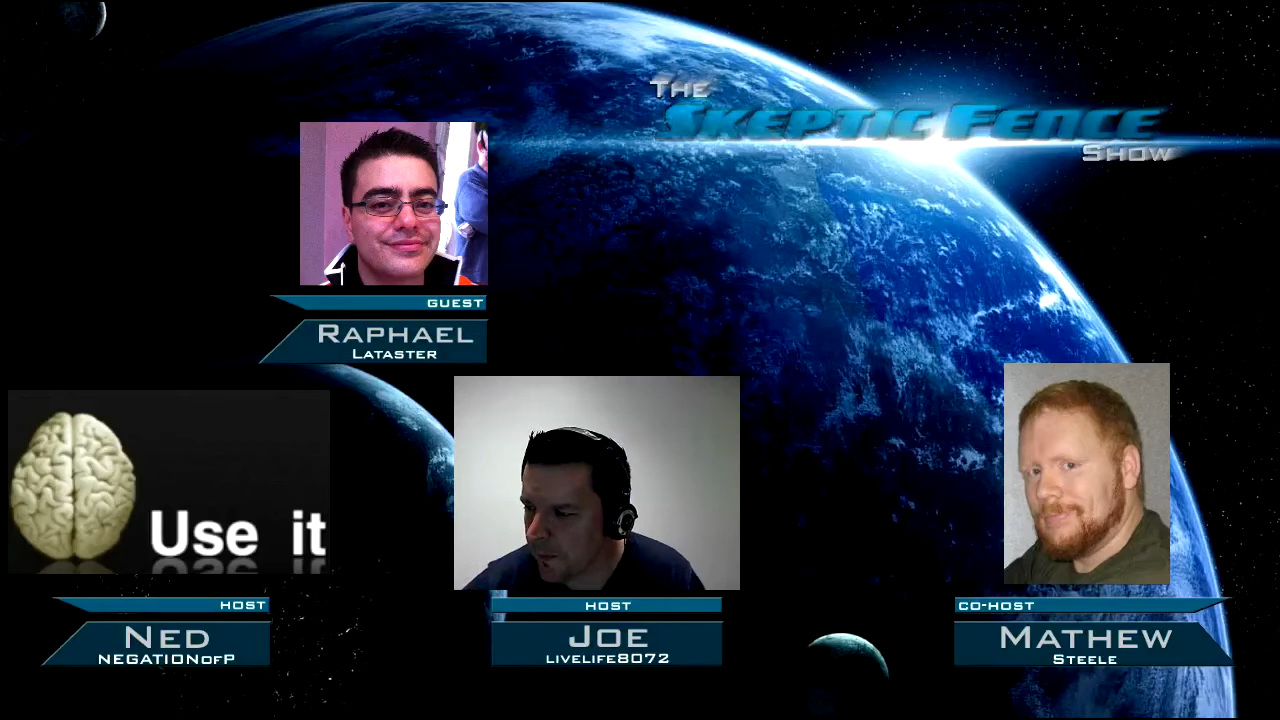 The
Skeptic Fence
Show
GUEST
Raphael
Lataster
Use it
HOST
Ned
NEGATIONofP
HOST
Joe
livelife8072
CO-HOST
Mathew
Steele